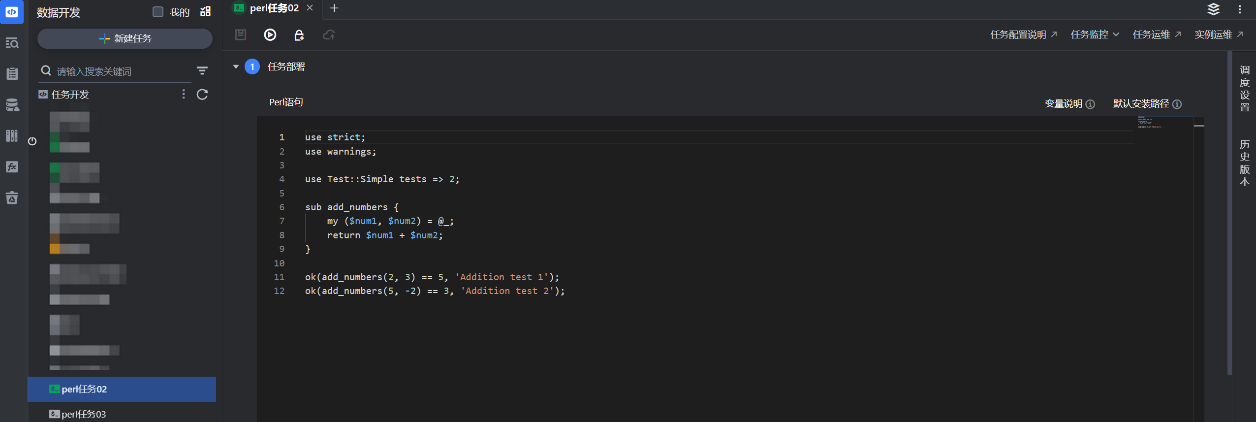 数据开发
我的
perl任务02
新建任务
任务配置说明
任务监控
任务运维
实例运维
请输入搜索关键词
1
任务部署
任务开发
Perl语句
变量说明
默认安装路径
调度设置
历史版本
1 use strict;
2 use warnings;
3
4 use Test::Simple tests => 2;
5
6 sub add_numbers {
7 my ($num1, $num2) = @_;
8 return $num1 + $num2;
9 }
10
11 ok(add_numbers(2, 3) == 5, 'Addition test 1');
12 ok(add_numbers(5, -2) == 3, 'Addition test 2');
perl任务02
perl任务03